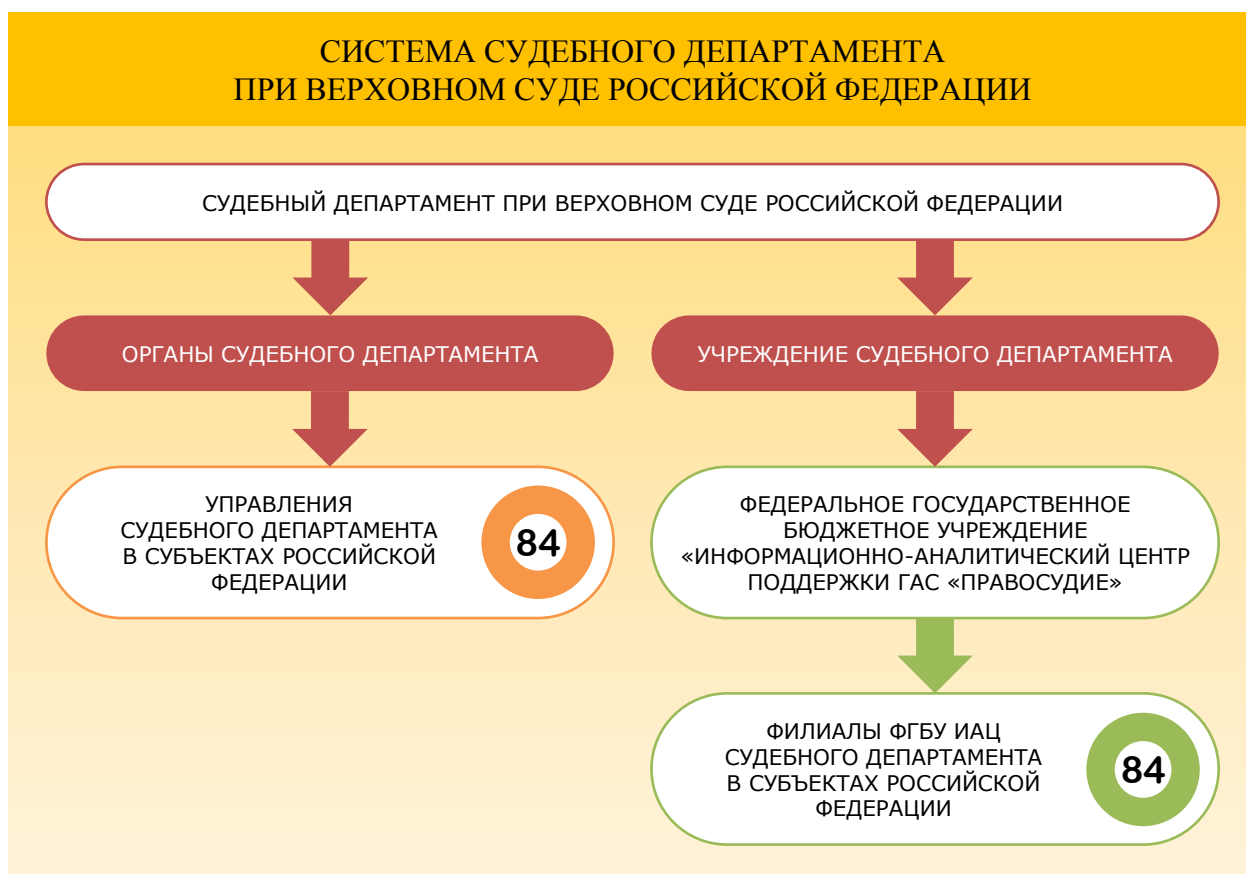 СИСТЕМА СУДЕБНОГО ДЕПАРТАМЕНТА
ПРИ ВЕРХОВНОМ СУДЕ РОССИЙСКОЙ ФЕДЕРАЦИИ
СУДЕБНЫЙ ДЕПАРТАМЕНТ ПРИ ВЕРХОВНОМ СУДЕ РОССИЙСКОЙ ФЕДЕРАЦИИ
ОРГАНЫ СУДЕБНОГО ДЕПАРТАМЕНТА
УЧРЕЖДЕНИЕ СУДЕБНОГО ДЕПАРТАМЕНТА
УПРАВЛЕНИЯ
СУДЕБНОГО ДЕПАРТАМЕНТА
В СУБЪЕКТАХ РОССИЙСКОЙ
ФЕДЕРАЦИИ
84
ФЕДЕРАЛЬНОЕ ГОСУДАРСТВЕННОЕ
БЮДЖЕТНОЕ УЧРЕЖДЕНИЕ
«ИНФОРМАЦИОННО-АНАЛИТИЧЕСКИЙ ЦЕНТР
ПОДДЕРЖКИ ГАС «ПРАВОСУДИЕ»
ФИЛИАЛЫ ФГБУ ИАЦ
СУДЕБНОГО ДЕПАРТАМЕНТА
В СУБЪЕКТАХ РОССИЙСКОЙ
ФЕДЕРАЦИИ
84